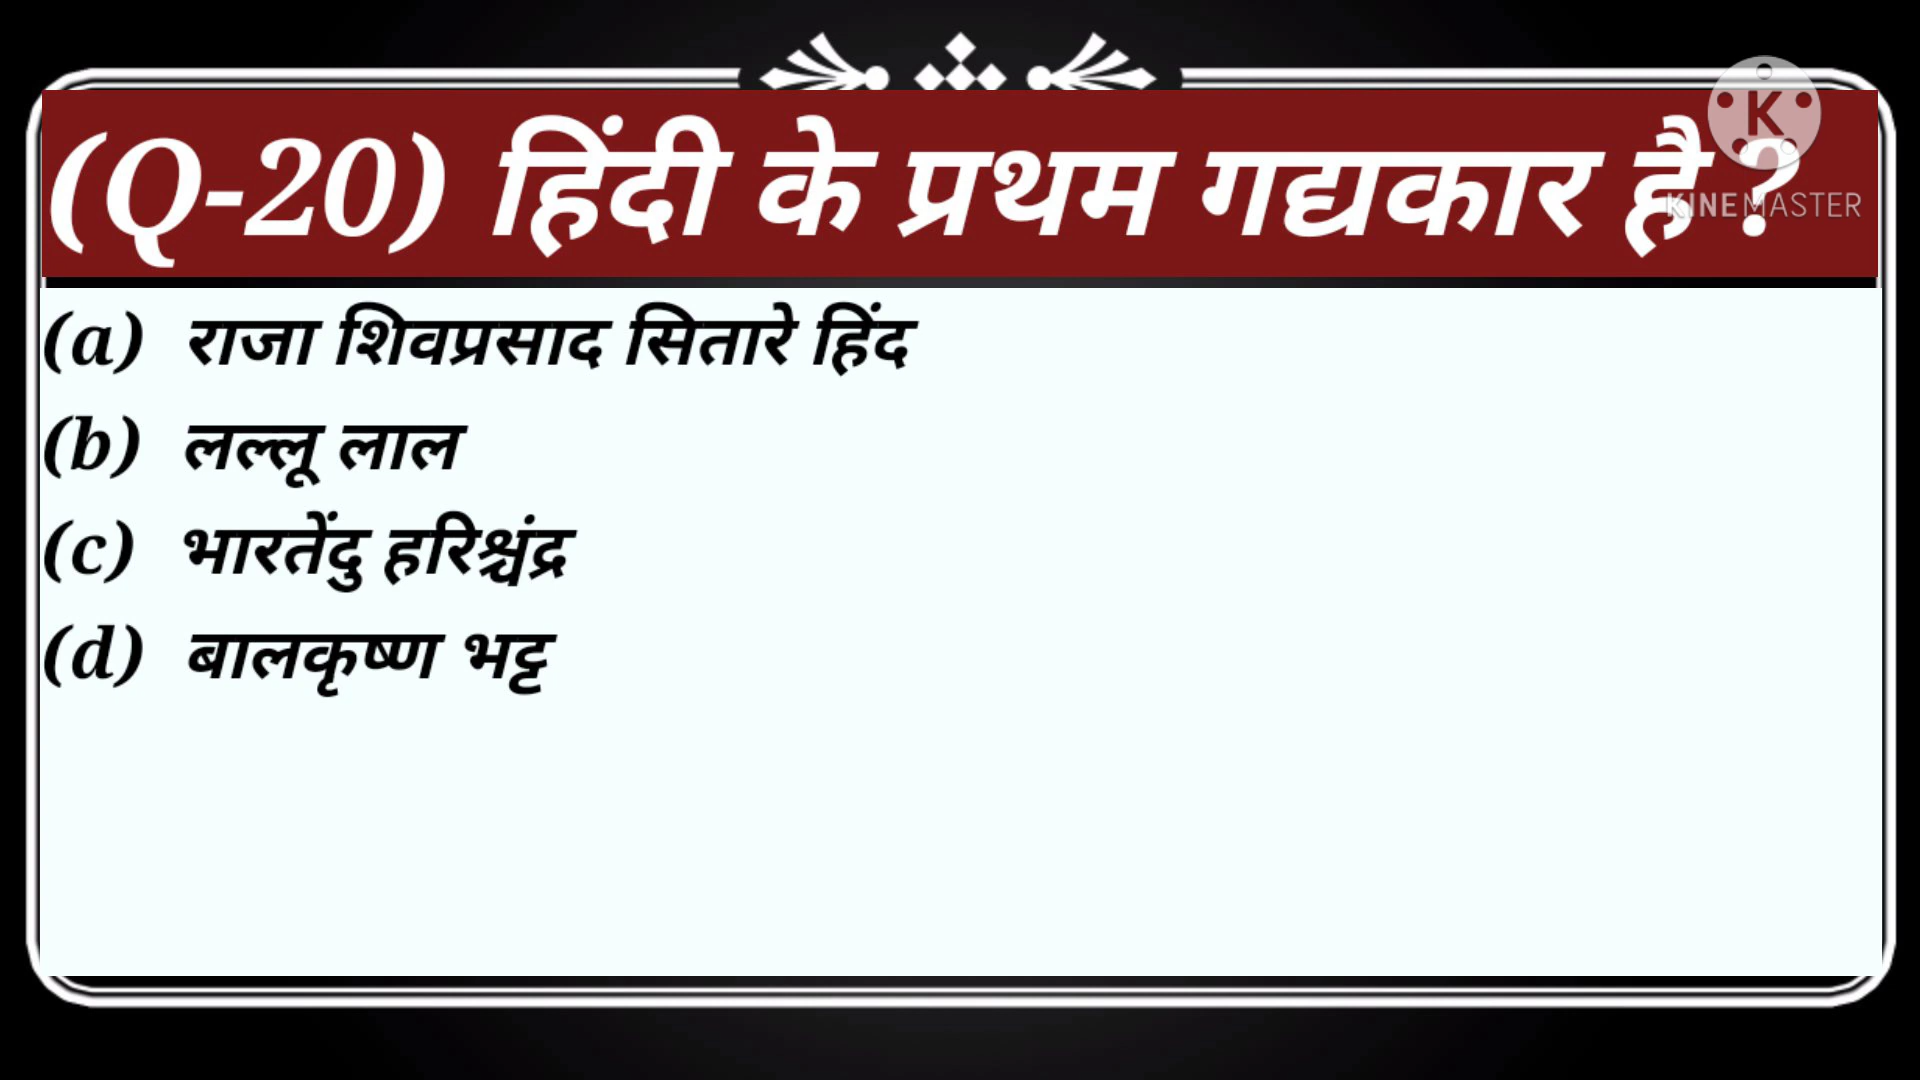 (Q-20) हिंदी के प्रथम गद्यकार है ?
KINEMASTER
(a) राजा शिवप्रसाद सितारे हिंद
(b) लल्लू लाल
(c) भारतेंदु हरिश्चंद्र
(d) बालकृष्ण भट्ट